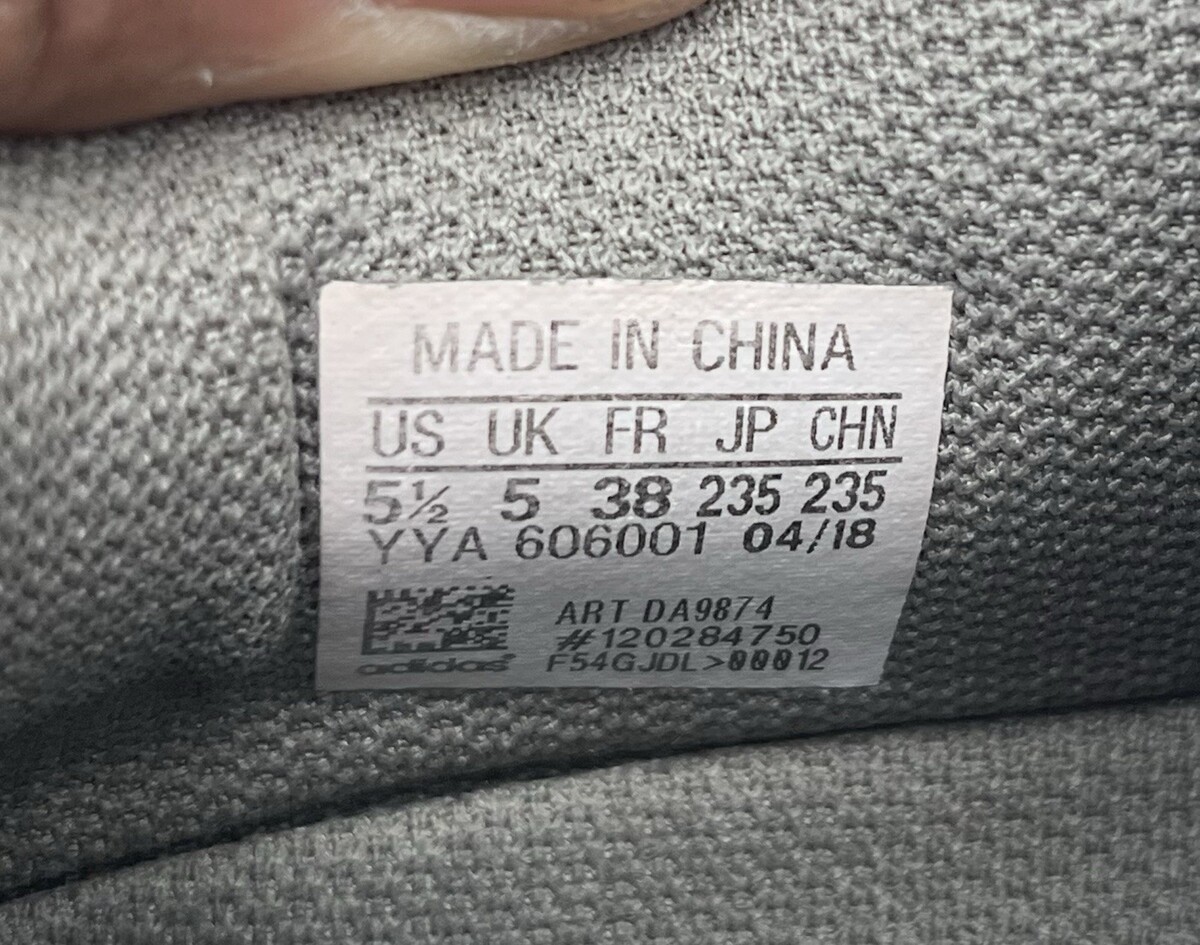 MADE IN CHINA
US UK FR JP CHN
5½ 5 38 235 235
YYA 606001 04/18
ART DA9874
#120284750
adidas F54GJDL>00012